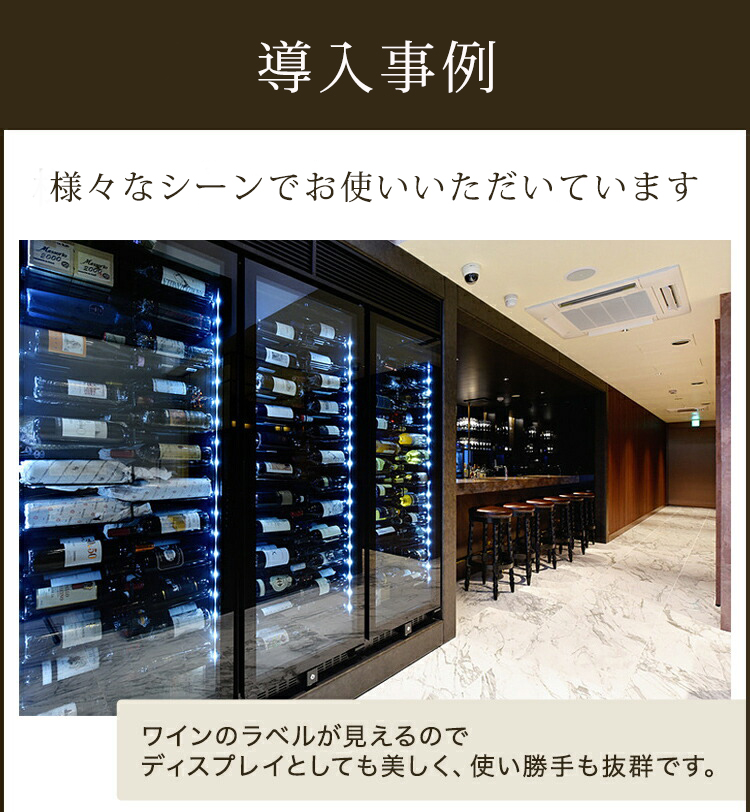 導入事例
様々なシーンでお使いいただいています
ワインのラベルが見えるので
ディスプレイとしても美しく、使い勝手も抜群です。